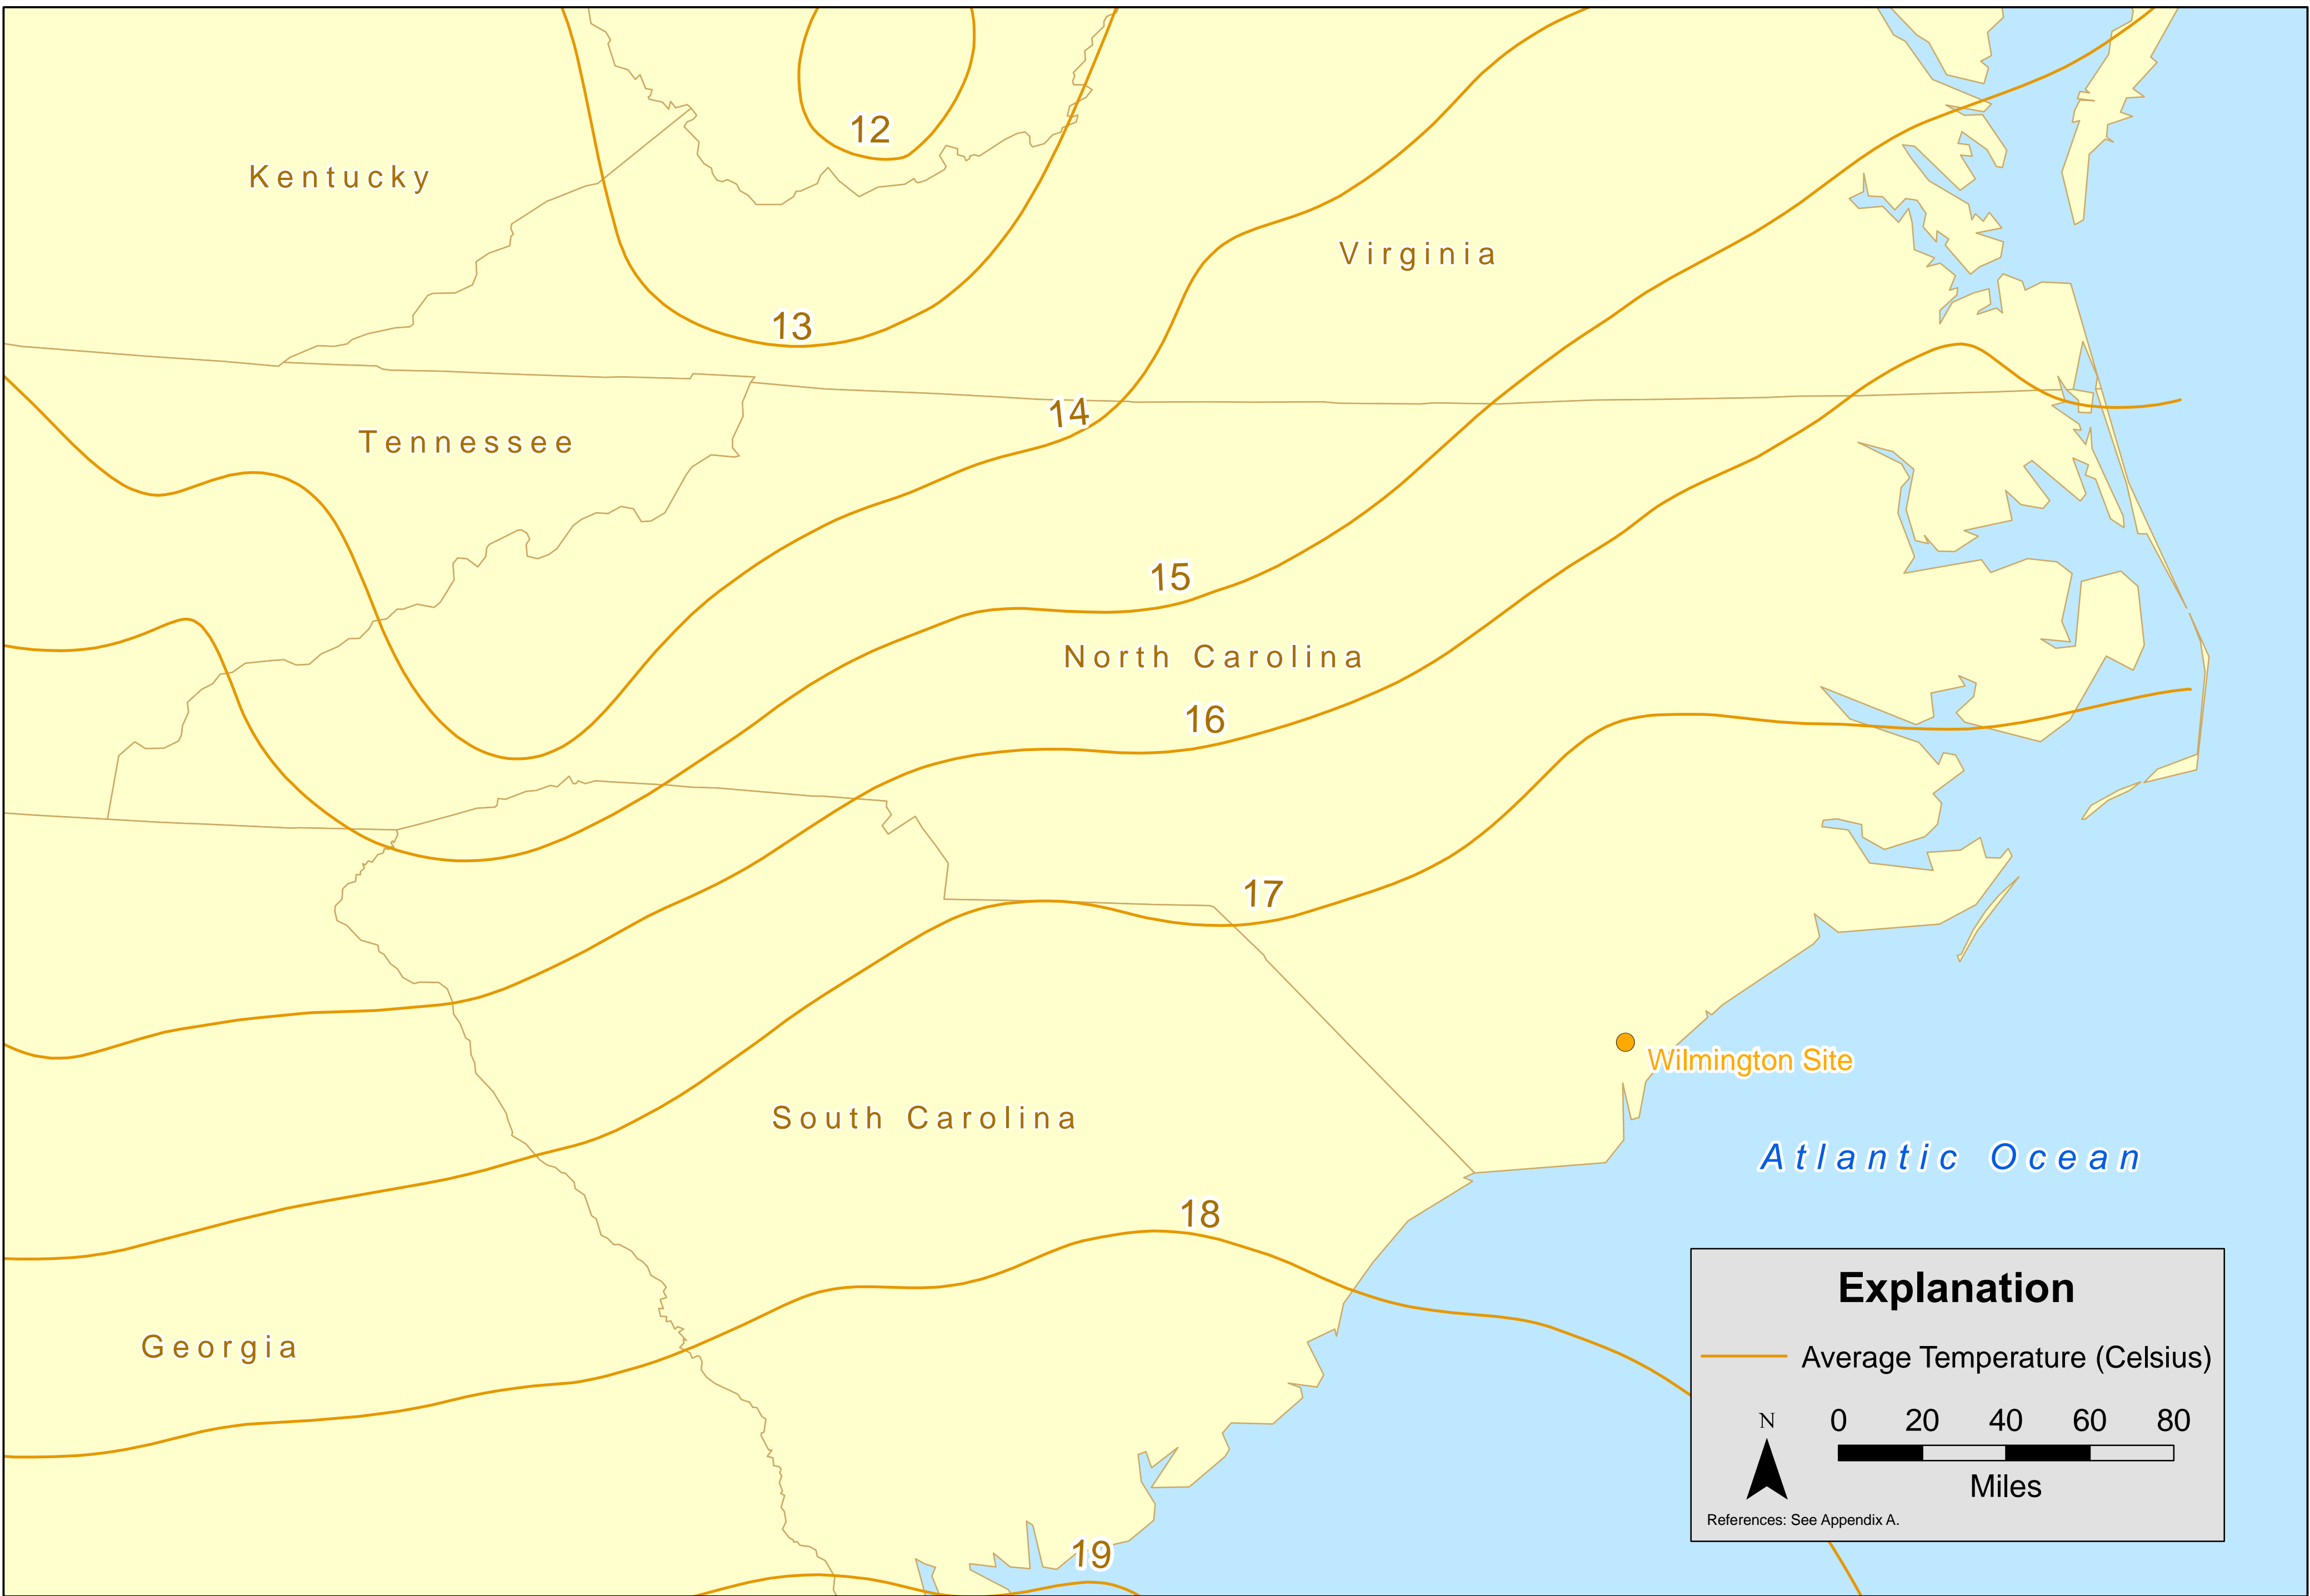 12
Kentucky
Virginia
13
14
Tennessee
15
North Carolina
16
17
Wilmington Site
South Carolina
Atlantic Ocean
18
Georgia
19
Explanation
Average Temperature (Celsius)
N
0 20 40 60 80
Miles
References: See Appendix A.